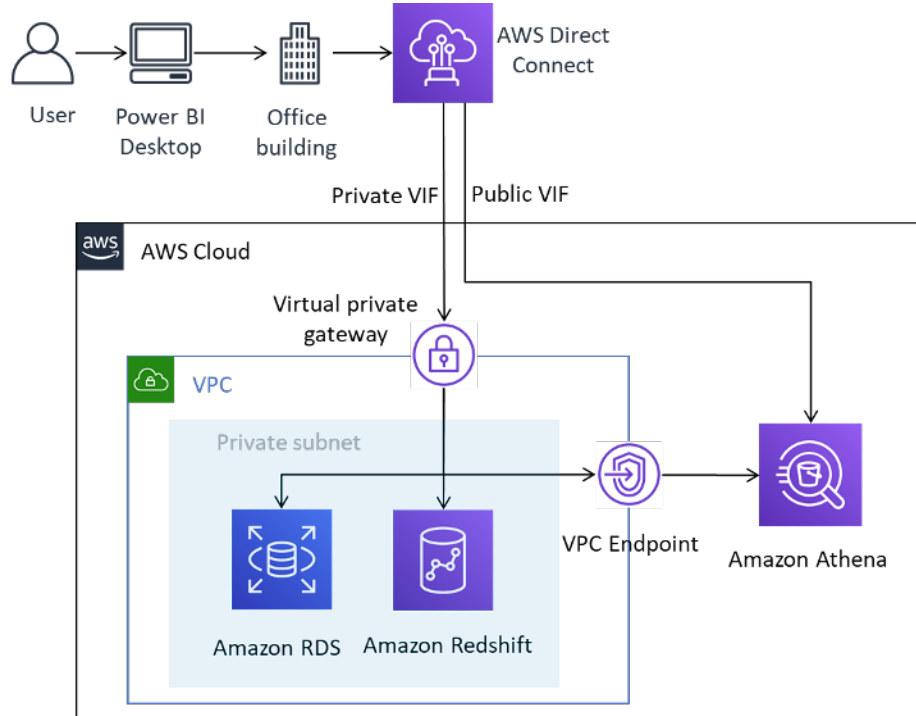 AWS Direct
Connect
User
Power BI
Desktop
Office
building
Private VIF
Public VIF
aws
AWS Cloud
Virtual private
gateway
VPC
Private subnet
VPC Endpoint
Amazon Athena
Amazon RDS
Amazon Redshift